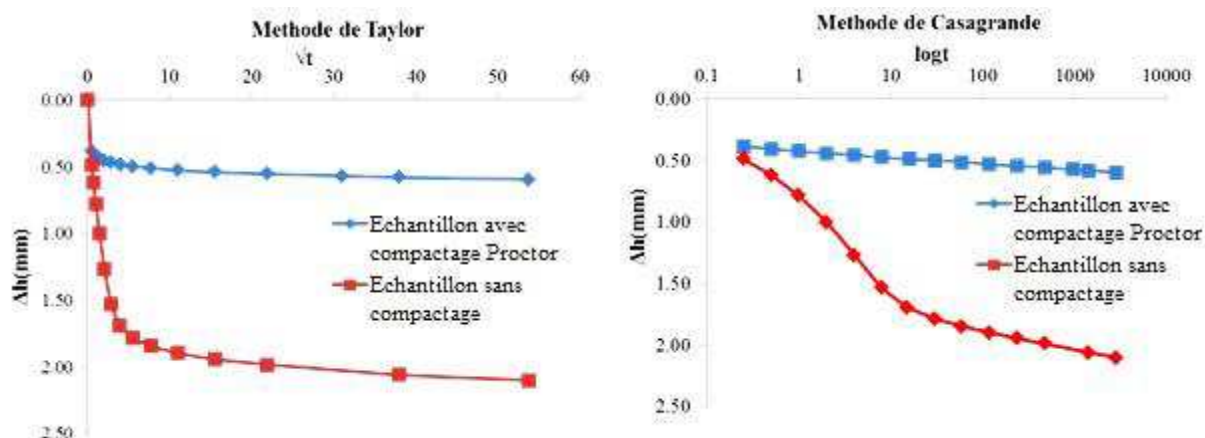 Methode de Taylor
√t
0 10 20 30 40 50 60
0.00
0.50
1.00
1.50
2.00
2.50
Δh(mm)
Echantillon avec
compactage Proctor
Echantillon sans
compactage
Methode de Casagrande
logt
0.1 1 10 100 1000 10000
0.00
0.50
1.00
1.50
2.00
2.50
Δh(mm)
Echantillon avec
compactage Proctor
Echantillon sans
compactage